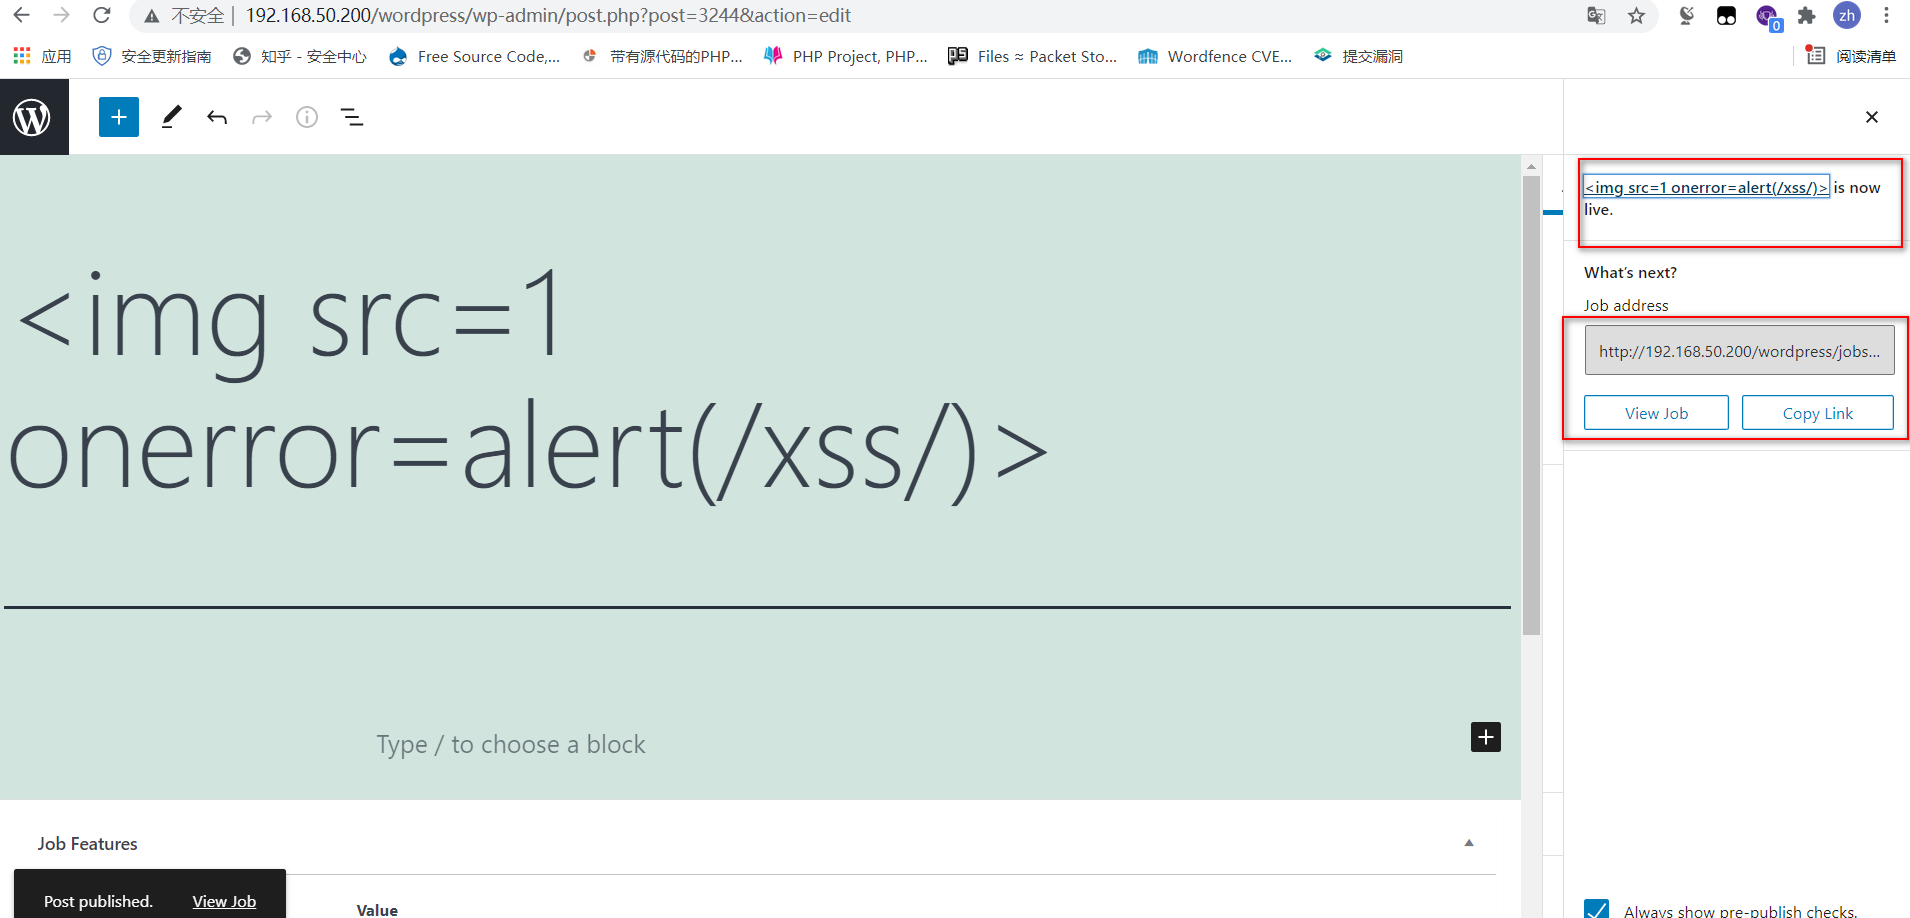 不安全 | 192.168.50.200/wordpress/wp-admin/post.php?post=3244&action=edit
zh
0
应用 安全更新指南 知乎 - 安全中心 Free Source Code,... 带有源代码的PHP... PHP Project, PHP... Files ≈ Packet Sto... Wordfence CVE... 提交漏洞 阅读清单
<img src=1 onerror=alert(/xss/)> is now
live.
What's next?
Job address
http://192.168.50.200/wordpress/jobs...
View Job Copy Link
<img src=1
onerror=alert(/xss/)>
Type / to choose a block
Job Features
Post published. View Job
Value
Always show pre-publish checks.